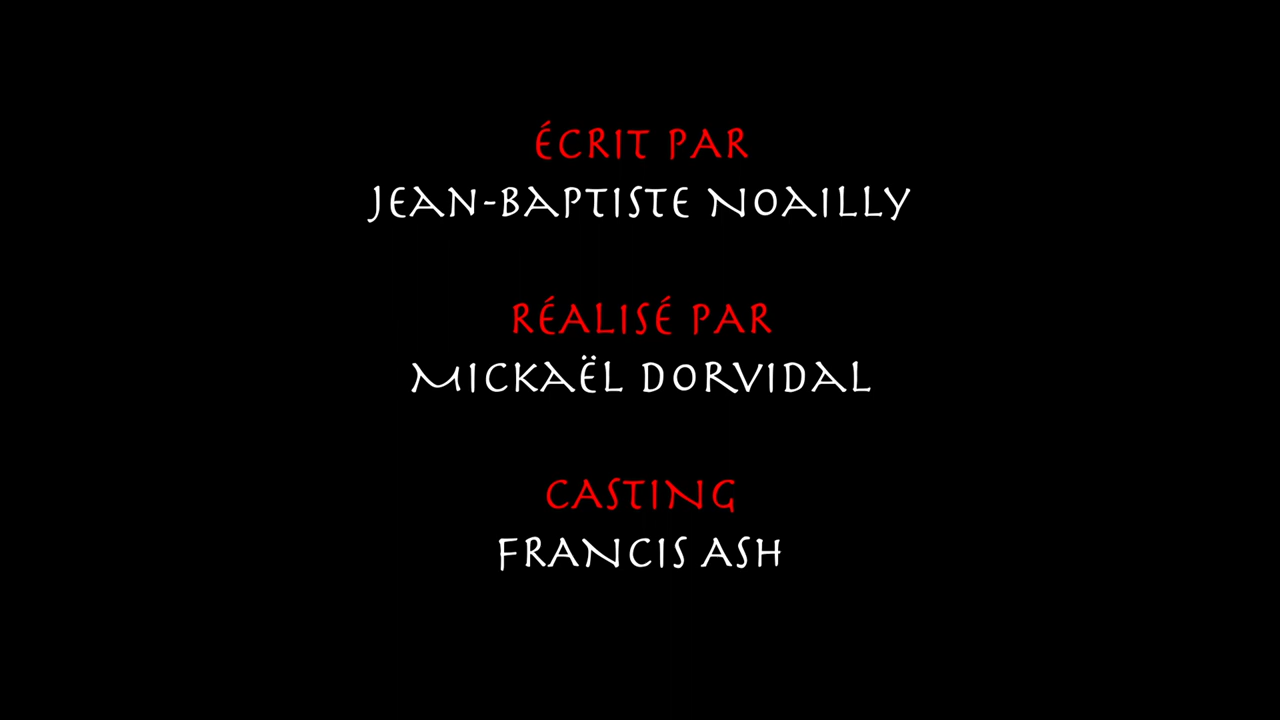 ÉCRIT PAR
JEAN-BAPTISTE NOAILLY
RÉALISÉ PAR
MICKAËL DORVIDAL
CASTING
FRANCIS ASH